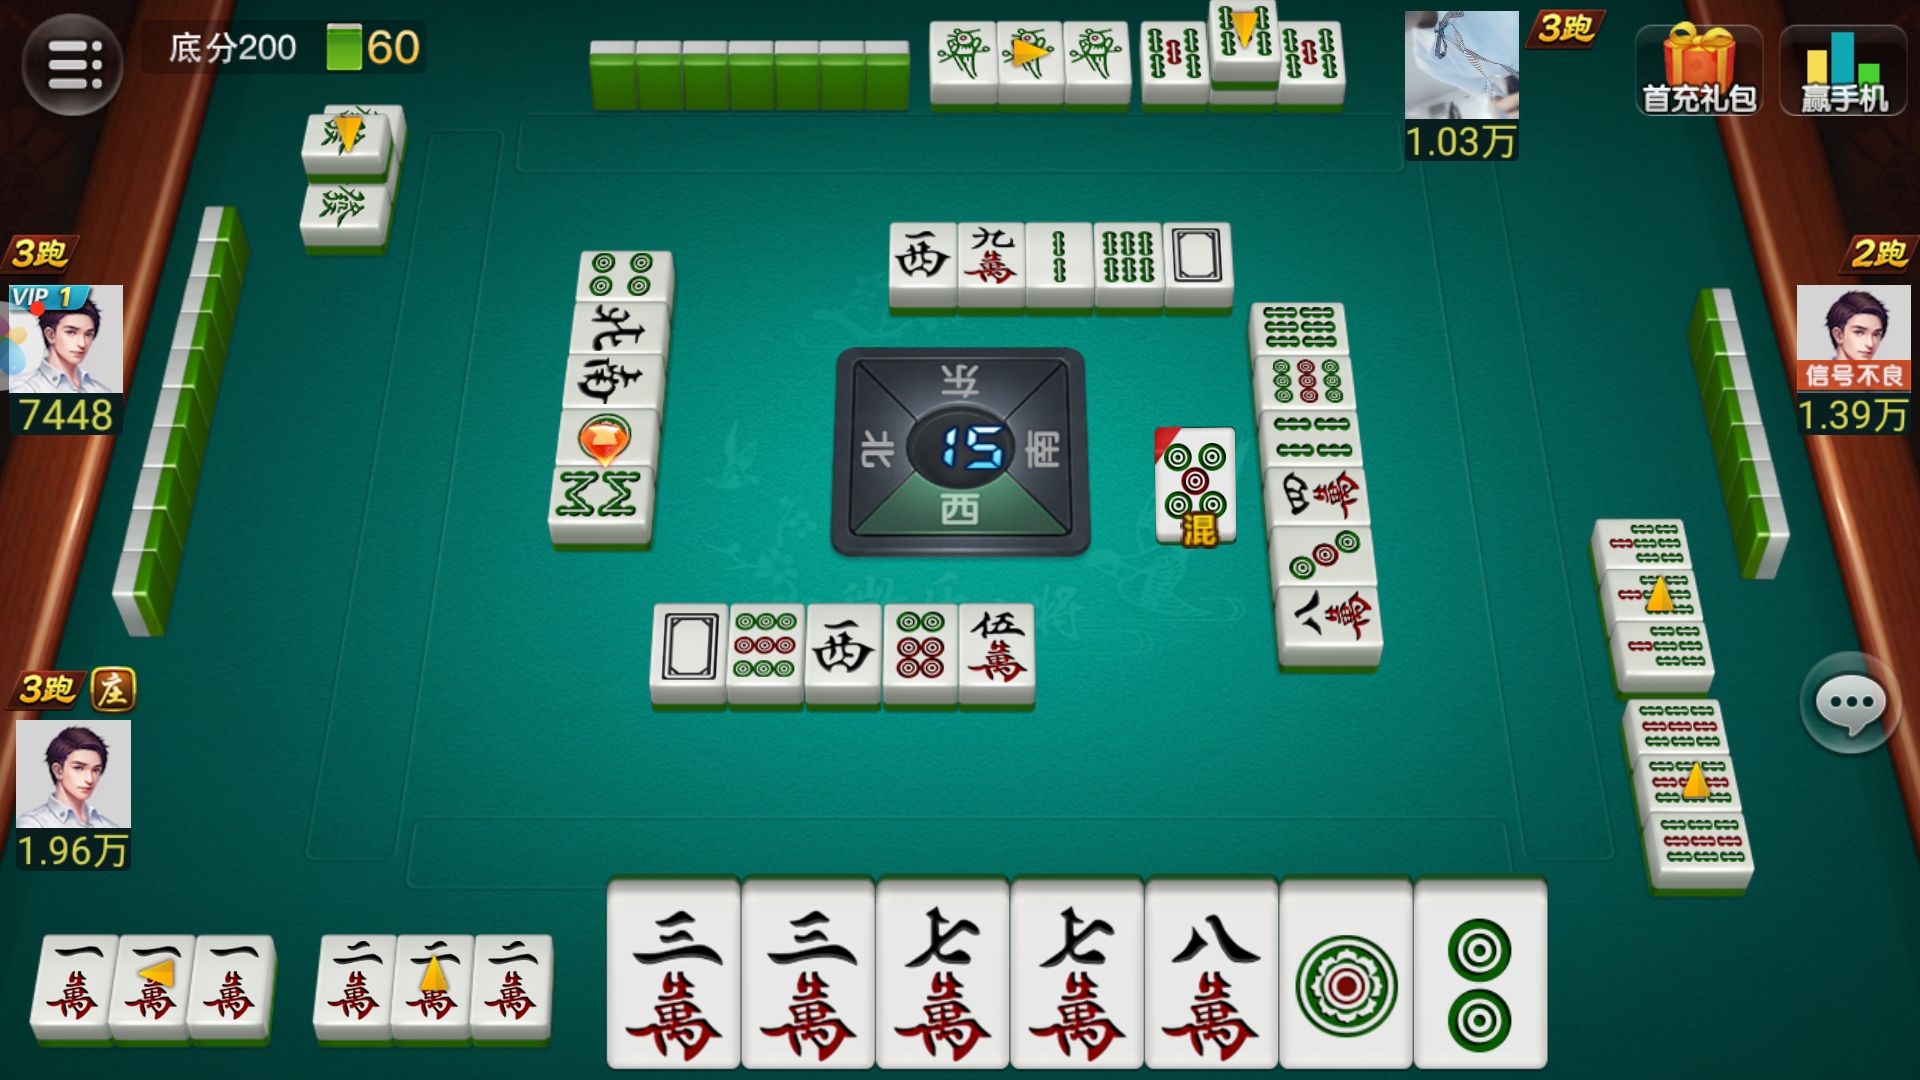 底分200 60
3跑
1.03万
首充礼包
赢手机
發
發
3跑
VIP 1
7448
2跑
信号不良
1.39万
西
九萬
北
南
东
北 15 南
西
混
四萬
八萬
西
伍萬
3跑 庄
1.96万
一萬 一萬 一萬 二萬 二萬 二萬
三萬 三萬 七萬 七萬 八萬